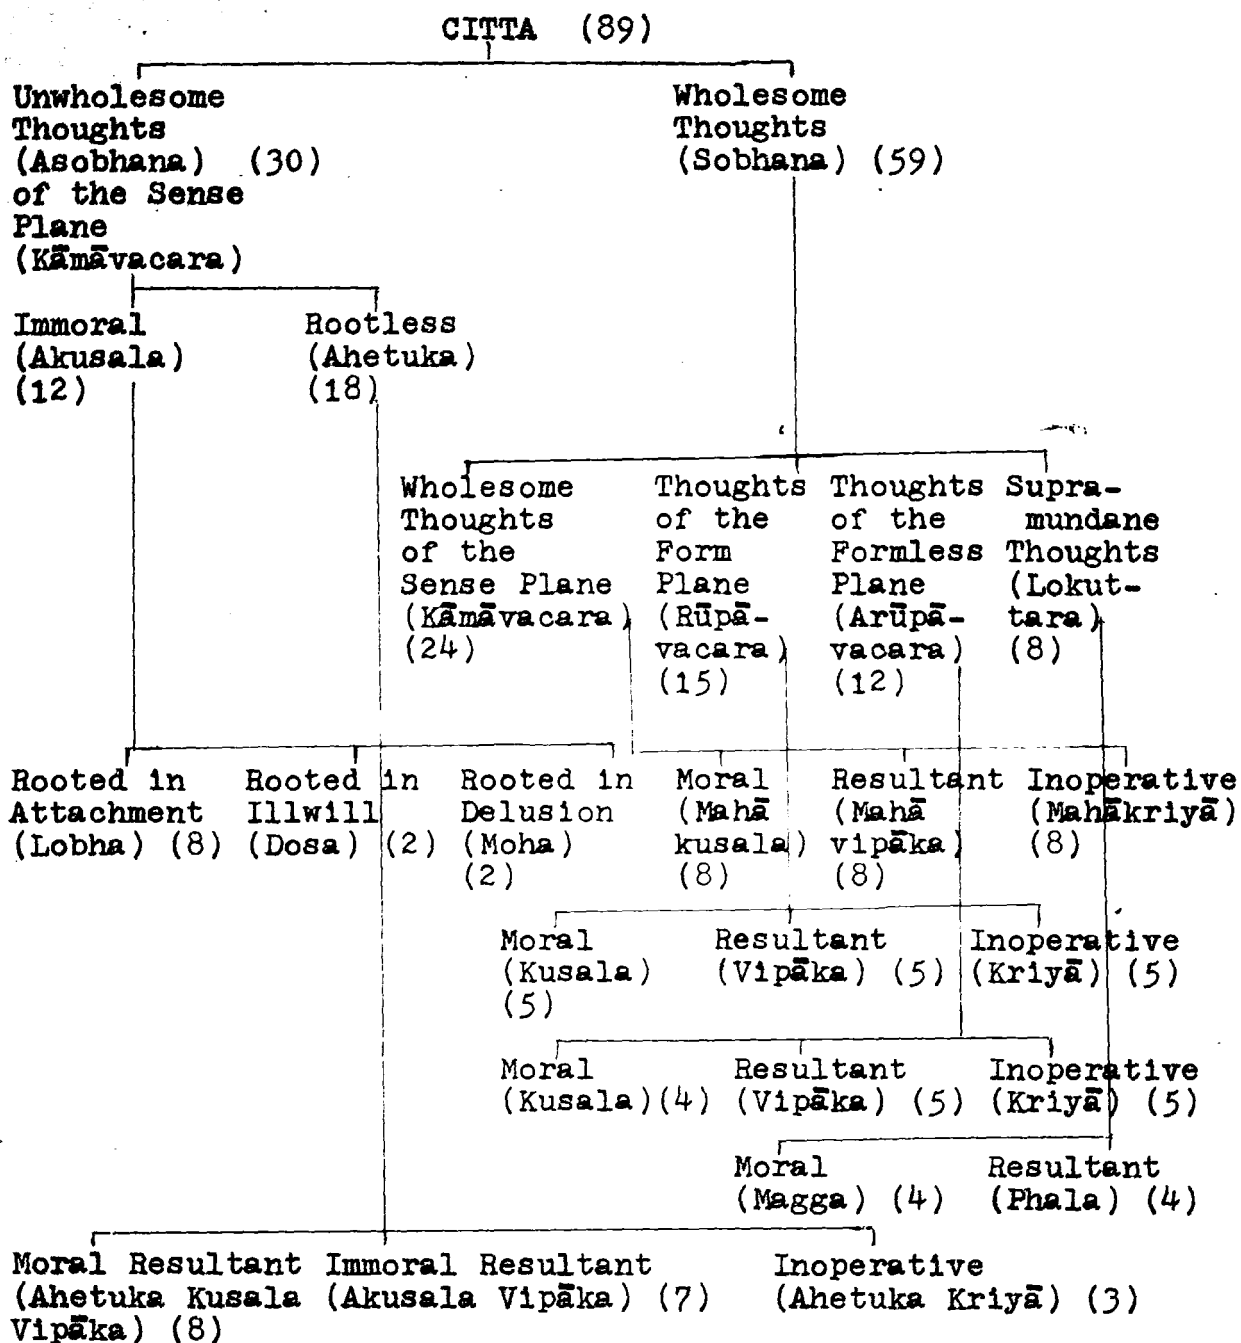 CITTA (89)
Unwholesome
Thoughts
(Asobhana) (30)
of the Sense
Plane
(Kāmāvacara)
Wholesome
Thoughts
(Sobhana) (59)
Immoral
(Akusala)
(12)
Rootless
(Ahetuka)
(18)
Wholesome
Thoughts
of the
Sense Plane
(Kāmāvacara)
(24)
Thoughts
of the
Form
Plane
(Rūpā-
vacara)
(15)
Thoughts
of the
Formless
Plane
(Arūpā-
vacara)
(12)
Supra-
mundane
Thoughts
(Lokut-
tara)
(8)
Rooted in
Attachment
(Lobha) (8)
Rooted in
Illwill
(Dosa) (2)
Rooted in
Delusion
(Moha)
(2)
Moral
(Mahā
kusala)
(8)
Resultant
(Mahā
vipāka)
(8)
Inoperative
(Mahākriyā)
(8)
Moral
(Kusala)
(5)
Resultant
(Vipāka) (5)
Inoperative
(Kriyā) (5)
Moral
(Kusala)(4)
Resultant
(Vipāka) (5)
Inoperative
(Kriyā) (5)
Moral
(Magga) (4)
Resultant
(Phala) (4)
Moral Resultant
(Ahetuka Kusala
Vipāka) (8)
Immoral Resultant
(Akusala Vipāka) (7)
Inoperative
(Ahetuka Kriyā) (3)